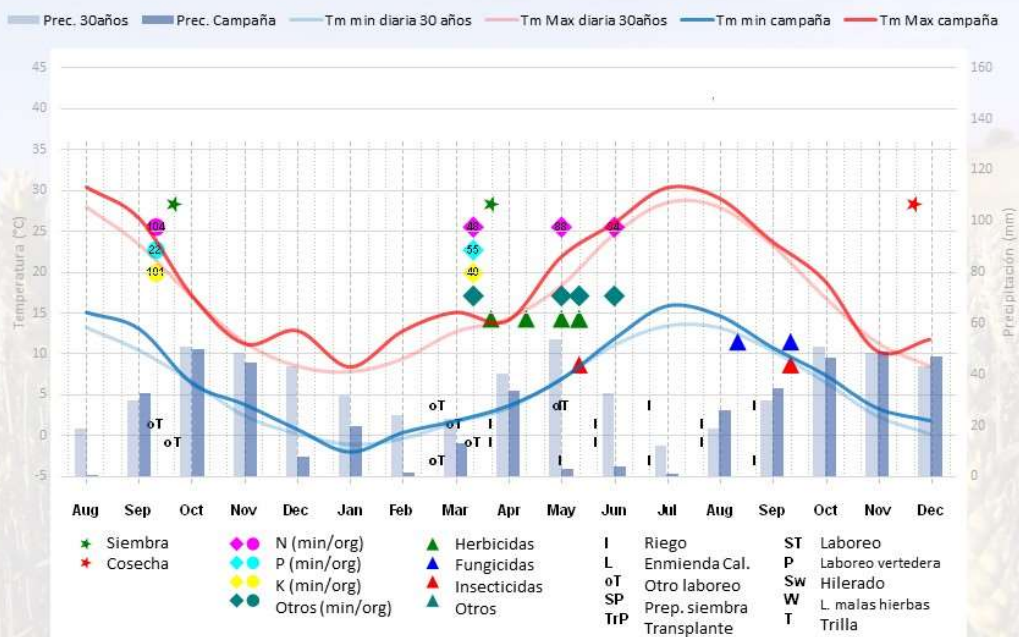 Prec. 30años Prec. Campaña Tm min diaria 30 años Tm Max diaria 30años Tm min campaña Tm Max campaña
45 160
40 140
35 120
30
25 100
20 80
15 60
10 40
5
0 20
-5 0
Temperatura (°C)
Precipitación (mm)
104 48 88 34
22 55
101 40
oT oT I I I
oT oT I I I
oT oT I I I
oT I I I
Aug Sep Oct Nov Dec Jan Feb Mar Apr May Jun Jul Aug Sep Oct Nov Dec
Siembra N (min/org) Herbicidas I Riego ST Laboreo
Cosecha P (min/org) Fungicidas L Enmienda Cal. P Laboreo vertedera
K (min/org) Insecticidas oT Otro laboreo Sw Hilerado
Otros (min/org) Otros SP Prep. siembra W L. malas hierbas
TrP Transplante T Trilla